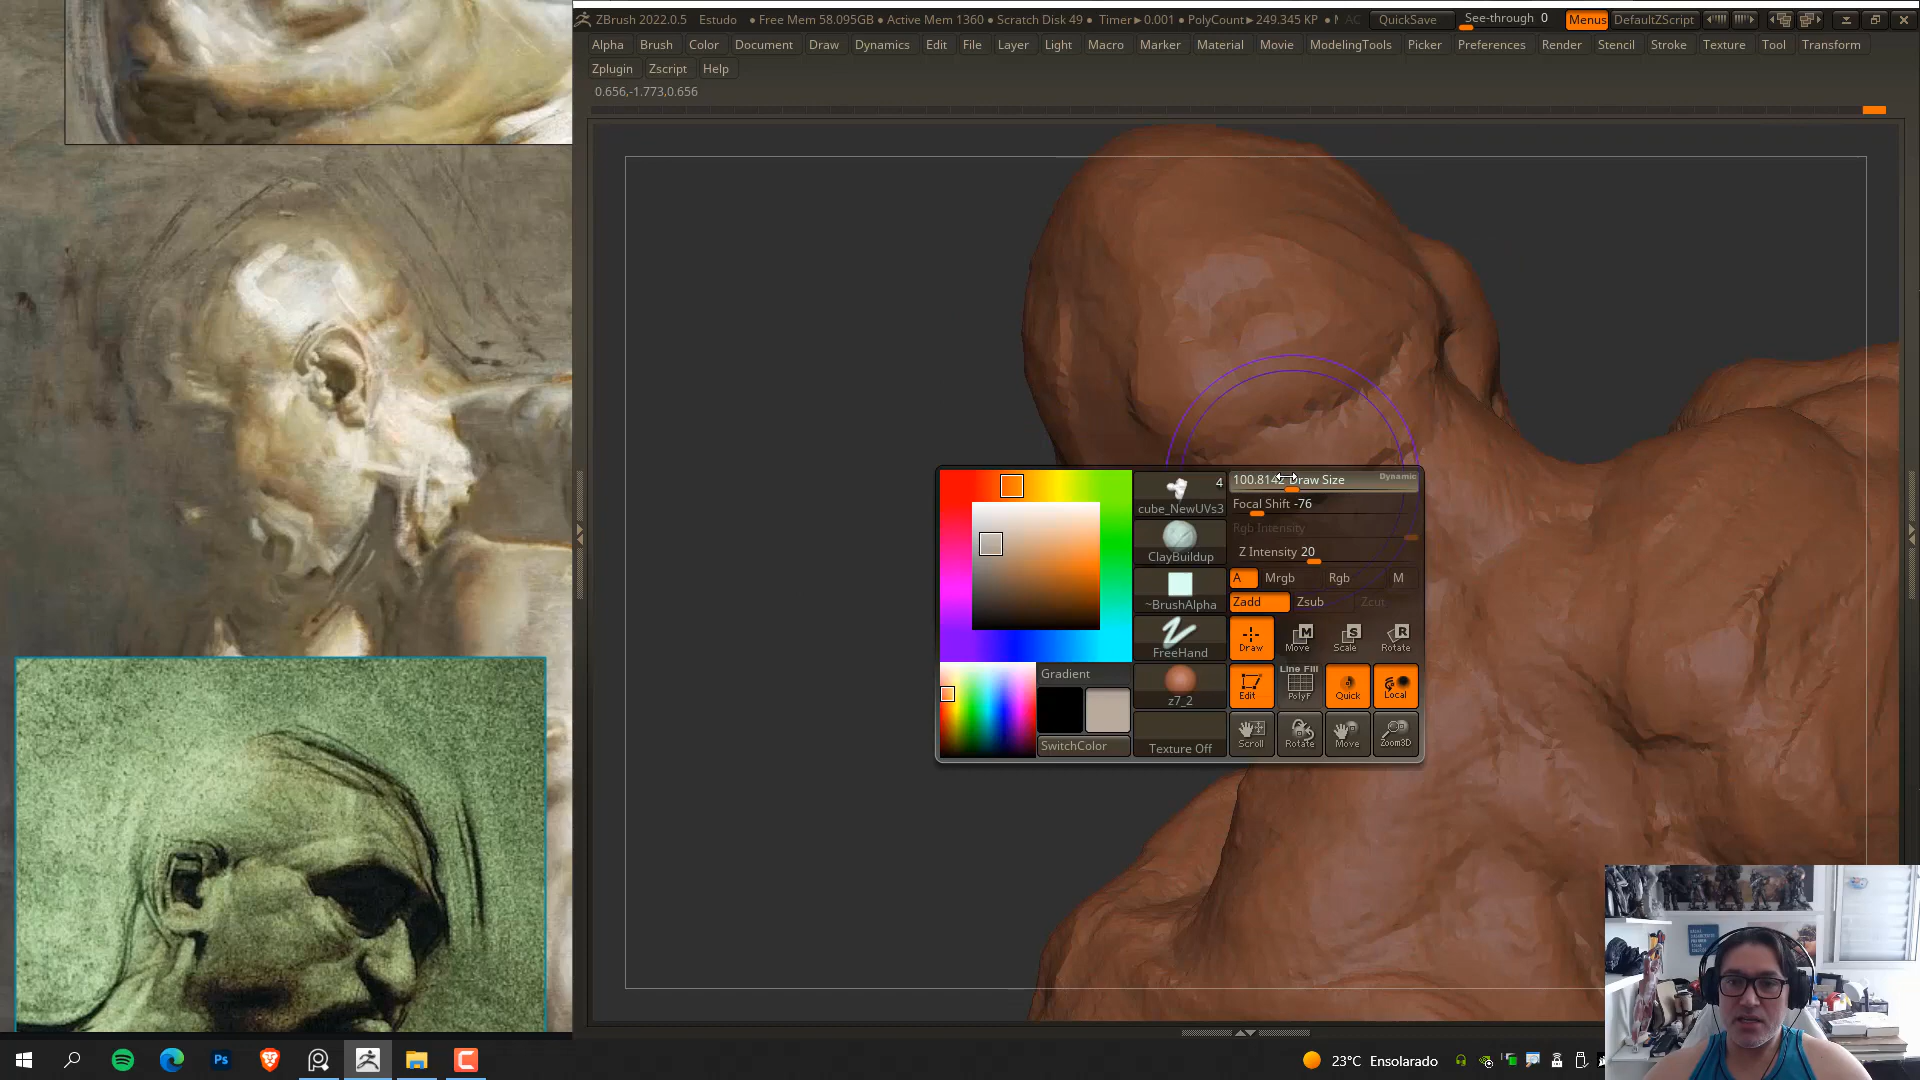 ZBrush 2022.0.5 Estudo • Free Mem 58.095GB • Active Mem 1360 • Scratch Disk 49 • Timer▸0.001 • PolyCount▸249.345 KP • AC QuickSave See-through 0 Menus DefaultZScript
Alpha Brush Color Document Draw Dynamics Edit File Layer Light Macro Marker Material Movie ModelingTools Picker Preferences Render Stencil Stroke Texture Tool Transform
Zplugin Zscript Help
0.656,-1.773,0.656
4 Draw Size Dynamic
cube_NewUVs3 Focal Shift -76
Rgb Intensity
ClayBuildup Z Intensity 20
A Mrgb Rgb M
~BrushAlpha Zadd Zsub Zcut
FreeHand Draw Move Scale Rotate
Gradient Line Fill
z7_2 Edit PolyF Quick Local
SwitchColor Texture Off Scroll Rotate Move Zoom3D
Ps 23°C Ensolarado